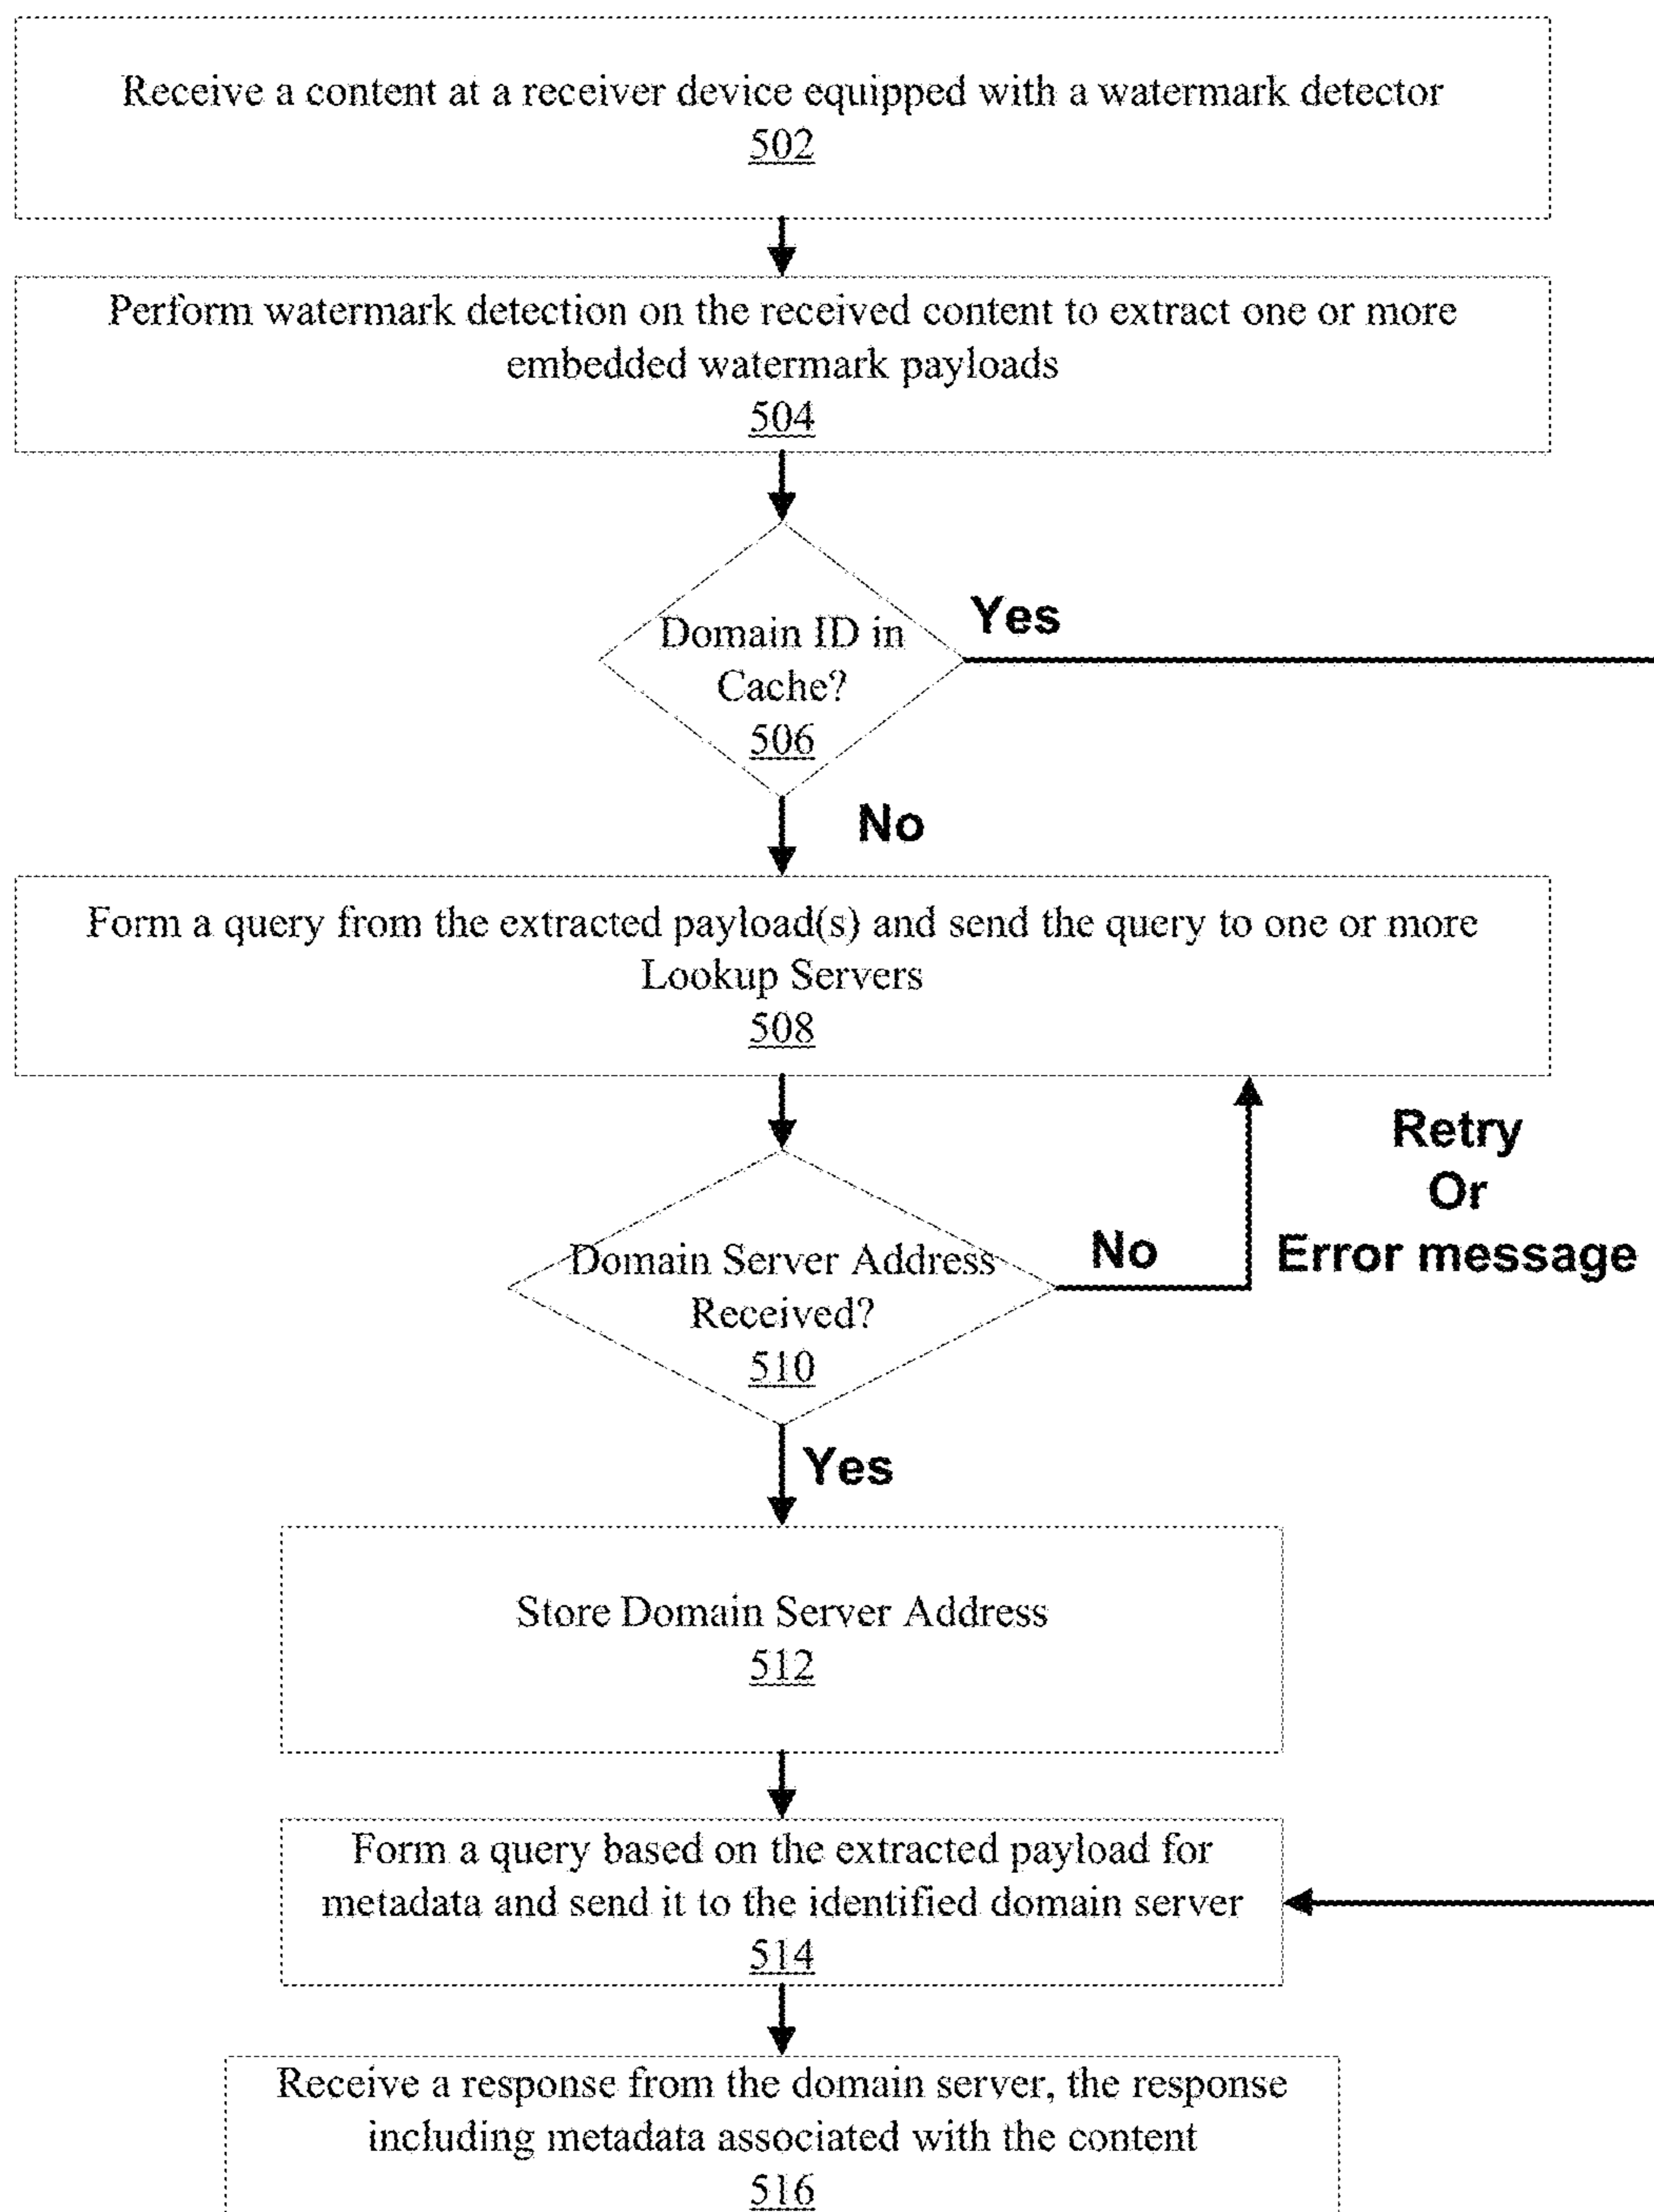 Receive a content at a receiver device equipped with a watermark detector
502
Perform watermark detection on the received content to extract one or more
embedded watermark payloads
504
Domain ID in
Cache?
506
Yes
No
Form a query from the extracted payload(s) and send the query to one or more
Lookup Servers
508
Retry
Or
Error message
Domain Server Address
Received?
510
No
Yes
Store Domain Server Address
512
Form a query based on the extracted payload for
metadata and send it to the identified domain server
514
Receive a response from the domain server, the response
including metadata associated with the content
516